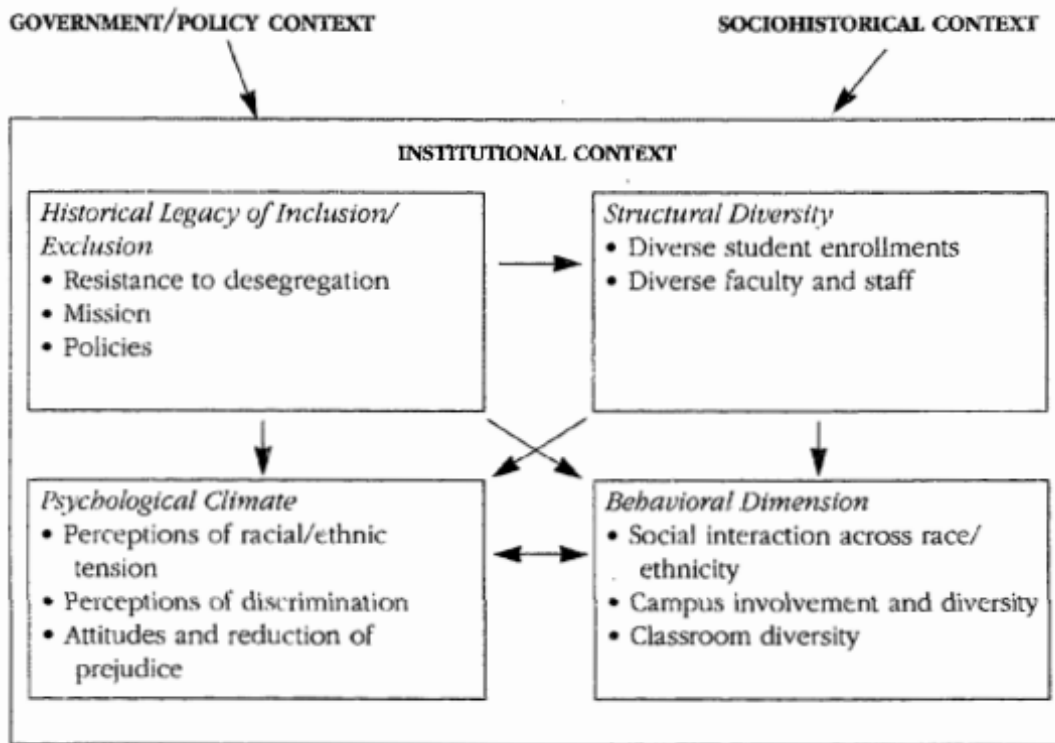 GOVERNMENT/POLICY CONTEXT
SOCIOHISTORICAL CONTEXT
INSTITUTIONAL CONTEXT
Historical Legacy of Inclusion/
Exclusion
• Resistance to desegregation
• Mission
• Policies
Structural Diversity
• Diverse student enrollments
• Diverse faculty and staff
Psychological Climate
• Perceptions of racial/ethnic
tension
• Perceptions of discrimination
• Attitudes and reduction of
prejudice
Behavioral Dimension
• Social interaction across race/
ethnicity
• Campus involvement and diversity
• Classroom diversity